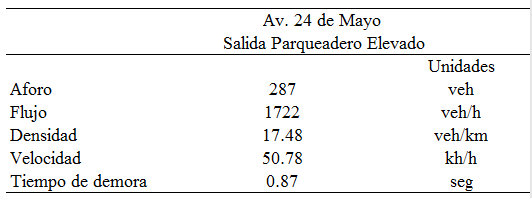 Av. 24 de Mayo
Salida Parqueadero Elevado
Unidades
Aforo 287 veh
Flujo 1722 veh/h
Densidad 17.48 veh/km
Velocidad 50.78 kh/h
Tiempo de demora 0.87 seg